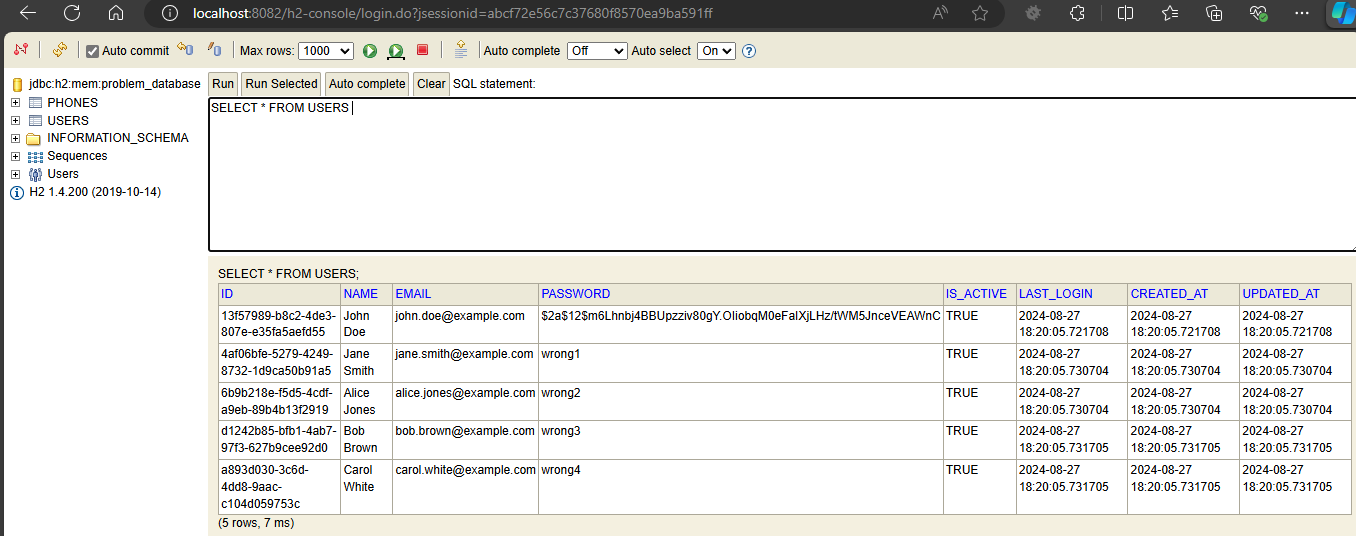 localhost:8082/h2-console/login.do?jsessionid=abcf72e56c7c37680f8570ea9ba591ff
Auto commit Max rows: 1000 Auto complete Off Auto select On
jdbc:h2:mem:problem_database
PHONES
USERS
INFORMATION_SCHEMA
Sequences
Users
H2 1.4.200 (2019-10-14)
Run Run Selected Auto complete Clear SQL statement:
SELECT * FROM USERS
SELECT * FROM USERS;
ID NAME EMAIL PASSWORD IS_ACTIVE LAST_LOGIN CREATED_AT UPDATED_AT
13f57989-b8c2-4de3- John john.doe@example.com $2a$12$m6Lhnbj4BBUpzziv80gY.OIiobqM0eFaIXjLHz/tWM5JnceVEAWnC TRUE 2024-08-27 2024-08-27 2024-08-27
807e-e35fa5aefd55 Doe 18:20:05.721708 18:20:05.721708 18:20:05.721708
4af06bfe-5279-4249- Jane jane.smith@example.com wrong1 TRUE 2024-08-27 2024-08-27 2024-08-27
8732-1d9ca50b91a5 Smith 18:20:05.730704 18:20:05.730704 18:20:05.730704
6b9b218e-f5d5-4cdf- Alice alice.jones@example.com wrong2 TRUE 2024-08-27 2024-08-27 2024-08-27
a9eb-89b4b13f2919 Jones 18:20:05.730704 18:20:05.730704 18:20:05.730704
d1242b85-bfb1-4ab7- Bob bob.brown@example.com wrong3 TRUE 2024-08-27 2024-08-27 2024-08-27
97f3-627b9cee92d0 Brown 18:20:05.731705 18:20:05.731705 18:20:05.731705
a893d030-3c6d- Carol carol.white@example.com wrong4 TRUE 2024-08-27 2024-08-27 2024-08-27
4dd8-9aac- White 18:20:05.731705 18:20:05.731705 18:20:05.731705
c104d059753c
(5 rows, 7 ms)